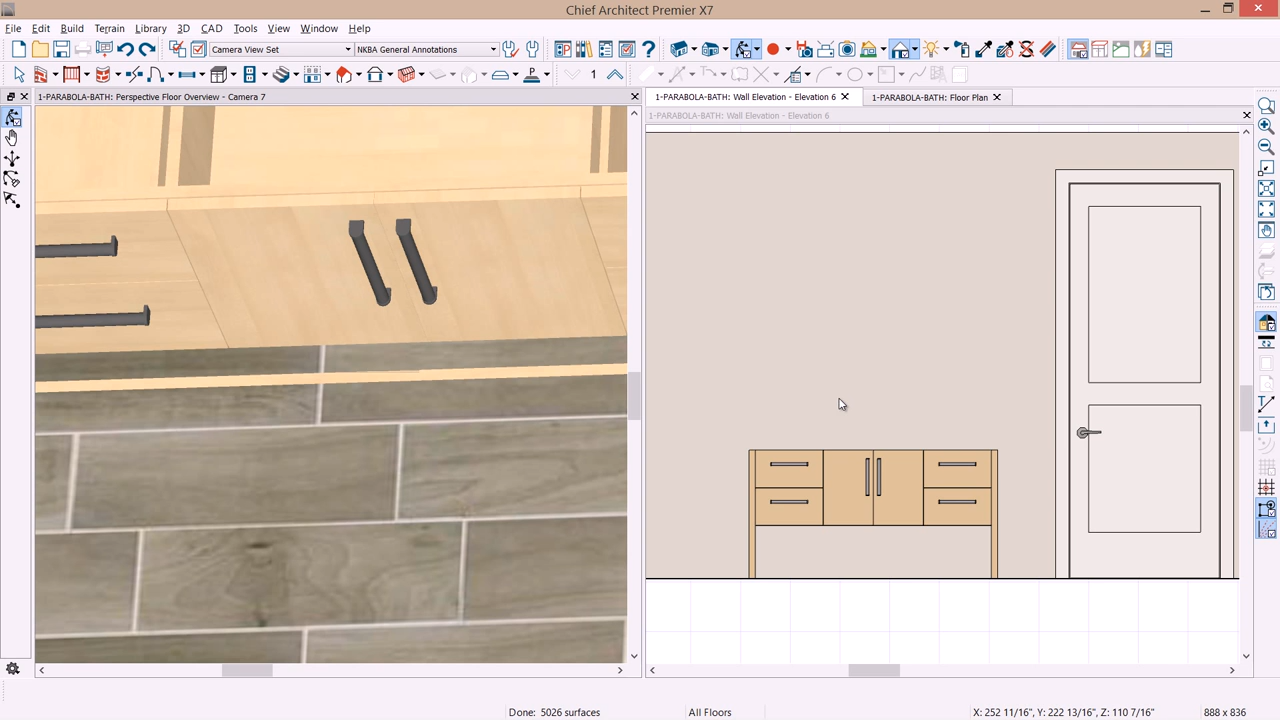 Chief Architect Premier X7
File Edit Build Terrain Library 3D CAD Tools View Window Help
Camera View Set
NKBA General Annotations
1
1-PARABOLA-BATH: Perspective Floor Overview - Camera 7
1-PARABOLA-BATH: Wall Elevation - Elevation 6
1-PARABOLA-BATH: Floor Plan
1-PARABOLA-BATH: Wall Elevation - Elevation 6
Done: 5026 surfaces
All Floors
X: 252 11/16", Y: 222 13/16", Z: 110 7/16"
888 x 836